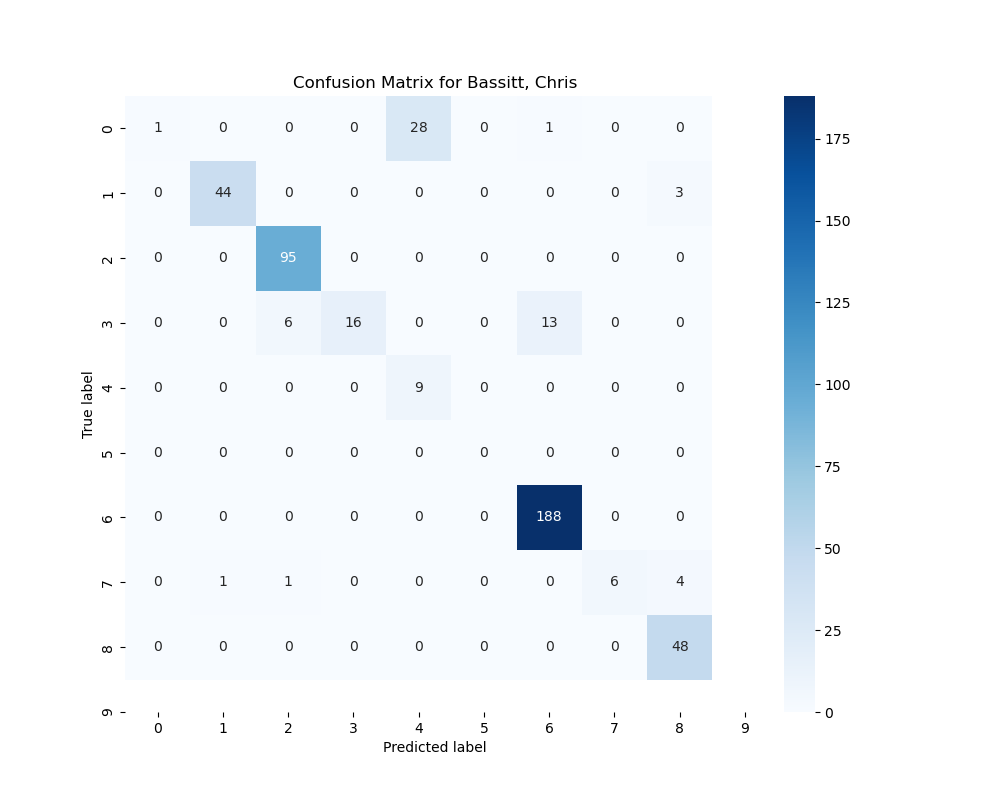 Confusion Matrix for Bassitt, Chris
0 1 0 0 0 28 0 1 0 0
1 0 44 0 0 0 0 0 0 3
2 0 0 95 0 0 0 0 0 0
3 0 0 6 16 0 0 13 0 0
4 0 0 0 0 9 0 0 0 0
5 0 0 0 0 0 0 0 0 0
6 0 0 0 0 0 0 188 0 0
7 0 1 1 0 0 0 0 6 4
8 0 0 0 0 0 0 0 0 48
9
0 1 2 3 4 5 6 7 8 9
Predicted label
True label
175
150
125
100
75
50
25
0